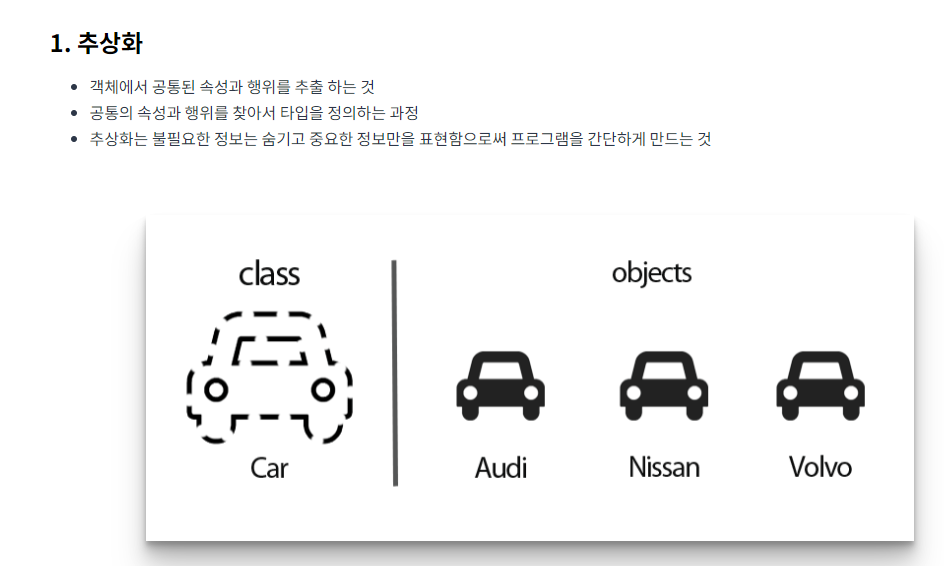 1. 추상화
객체에서 공통된 속성과 행위를 추출 하는 것
공통의 속성과 행위를 찾아서 타입을 정의하는 과정
추상화는 불필요한 정보는 숨기고 중요한 정보만을 표현함으로써 프로그램을 간단하게 만드는 것
class
objects
Car
Audi
Nissan
Volvo